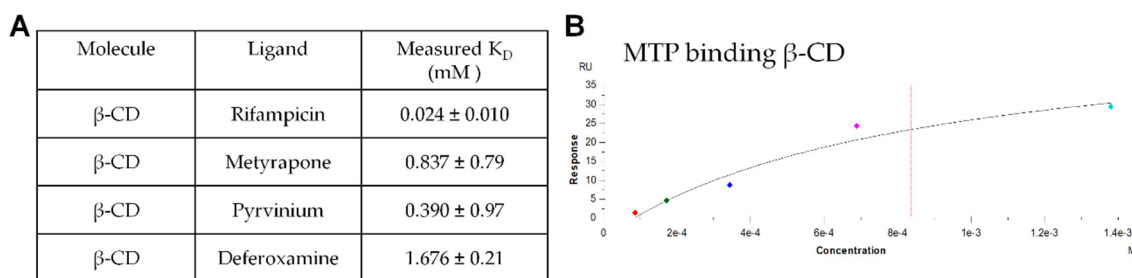 A
Molecule Ligand Measured K_D (mM )
β-CD Rifampicin 0.024 ± 0.010
β-CD Metyrapone 0.837 ± 0.79
β-CD Pyrvinium 0.390 ± 0.97
β-CD Deferoxamine 1.676 ± 0.21
B
MTP binding β-CD
RU
35
30
25
20
15
10
5
0
Response
0 2e-4 4e-4 6e-4 8e-4 1e-3 1.2e-3 1.4e-3
Concentration
M